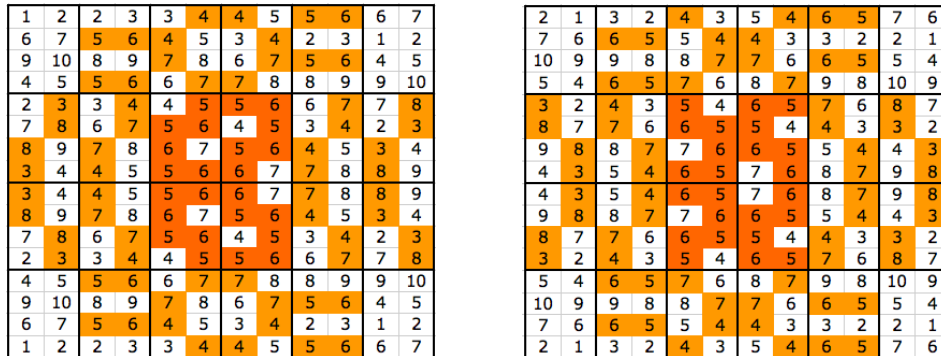 1 2 2 3 3 4 4 5 5 6 6 7
6 7 5 6 4 5 3 4 2 3 1 2
9 10 8 9 7 8 6 7 5 6 4 5
4 5 5 6 6 7 7 8 8 9 9 10
2 3 3 4 4 5 5 6 6 7 7 8
7 8 6 7 5 6 4 5 3 4 2 3
8 9 7 8 6 7 5 6 4 5 3 4
3 4 4 5 5 6 6 7 7 8 8 9
3 4 4 5 5 6 6 7 7 8 8 9
8 9 7 8 6 7 5 6 4 5 3 4
7 8 6 7 5 6 4 5 3 4 2 3
2 3 3 4 4 5 5 6 6 7 7 8
4 5 5 6 6 7 7 8 8 9 9 10
9 10 8 9 7 8 6 7 5 6 4 5
6 7 5 6 4 5 3 4 2 3 1 2
1 2 2 3 3 4 4 5 5 6 6 7
2 1 3 2 4 3 5 4 6 5 7 6
7 6 6 5 5 4 4 3 3 2 2 1
10 9 9 8 8 7 7 6 6 5 5 4
5 4 6 5 7 6 8 7 9 8 10 9
3 2 4 3 5 4 6 5 7 6 8 7
8 7 7 6 6 5 5 4 4 3 3 2
9 8 8 7 7 6 6 5 5 4 4 3
4 3 5 4 6 5 7 6 8 7 9 8
4 3 5 4 6 5 7 6 8 7 9 8
9 8 8 7 7 6 6 5 5 4 4 3
8 7 7 6 6 5 5 4 4 3 3 2
3 2 4 3 5 4 6 5 7 6 8 7
5 4 6 5 7 6 8 7 9 8 10 9
10 9 9 8 8 7 7 6 6 5 5 4
7 6 6 5 5 4 4 3 3 2 2 1
2 1 3 2 4 3 5 4 6 5 7 6